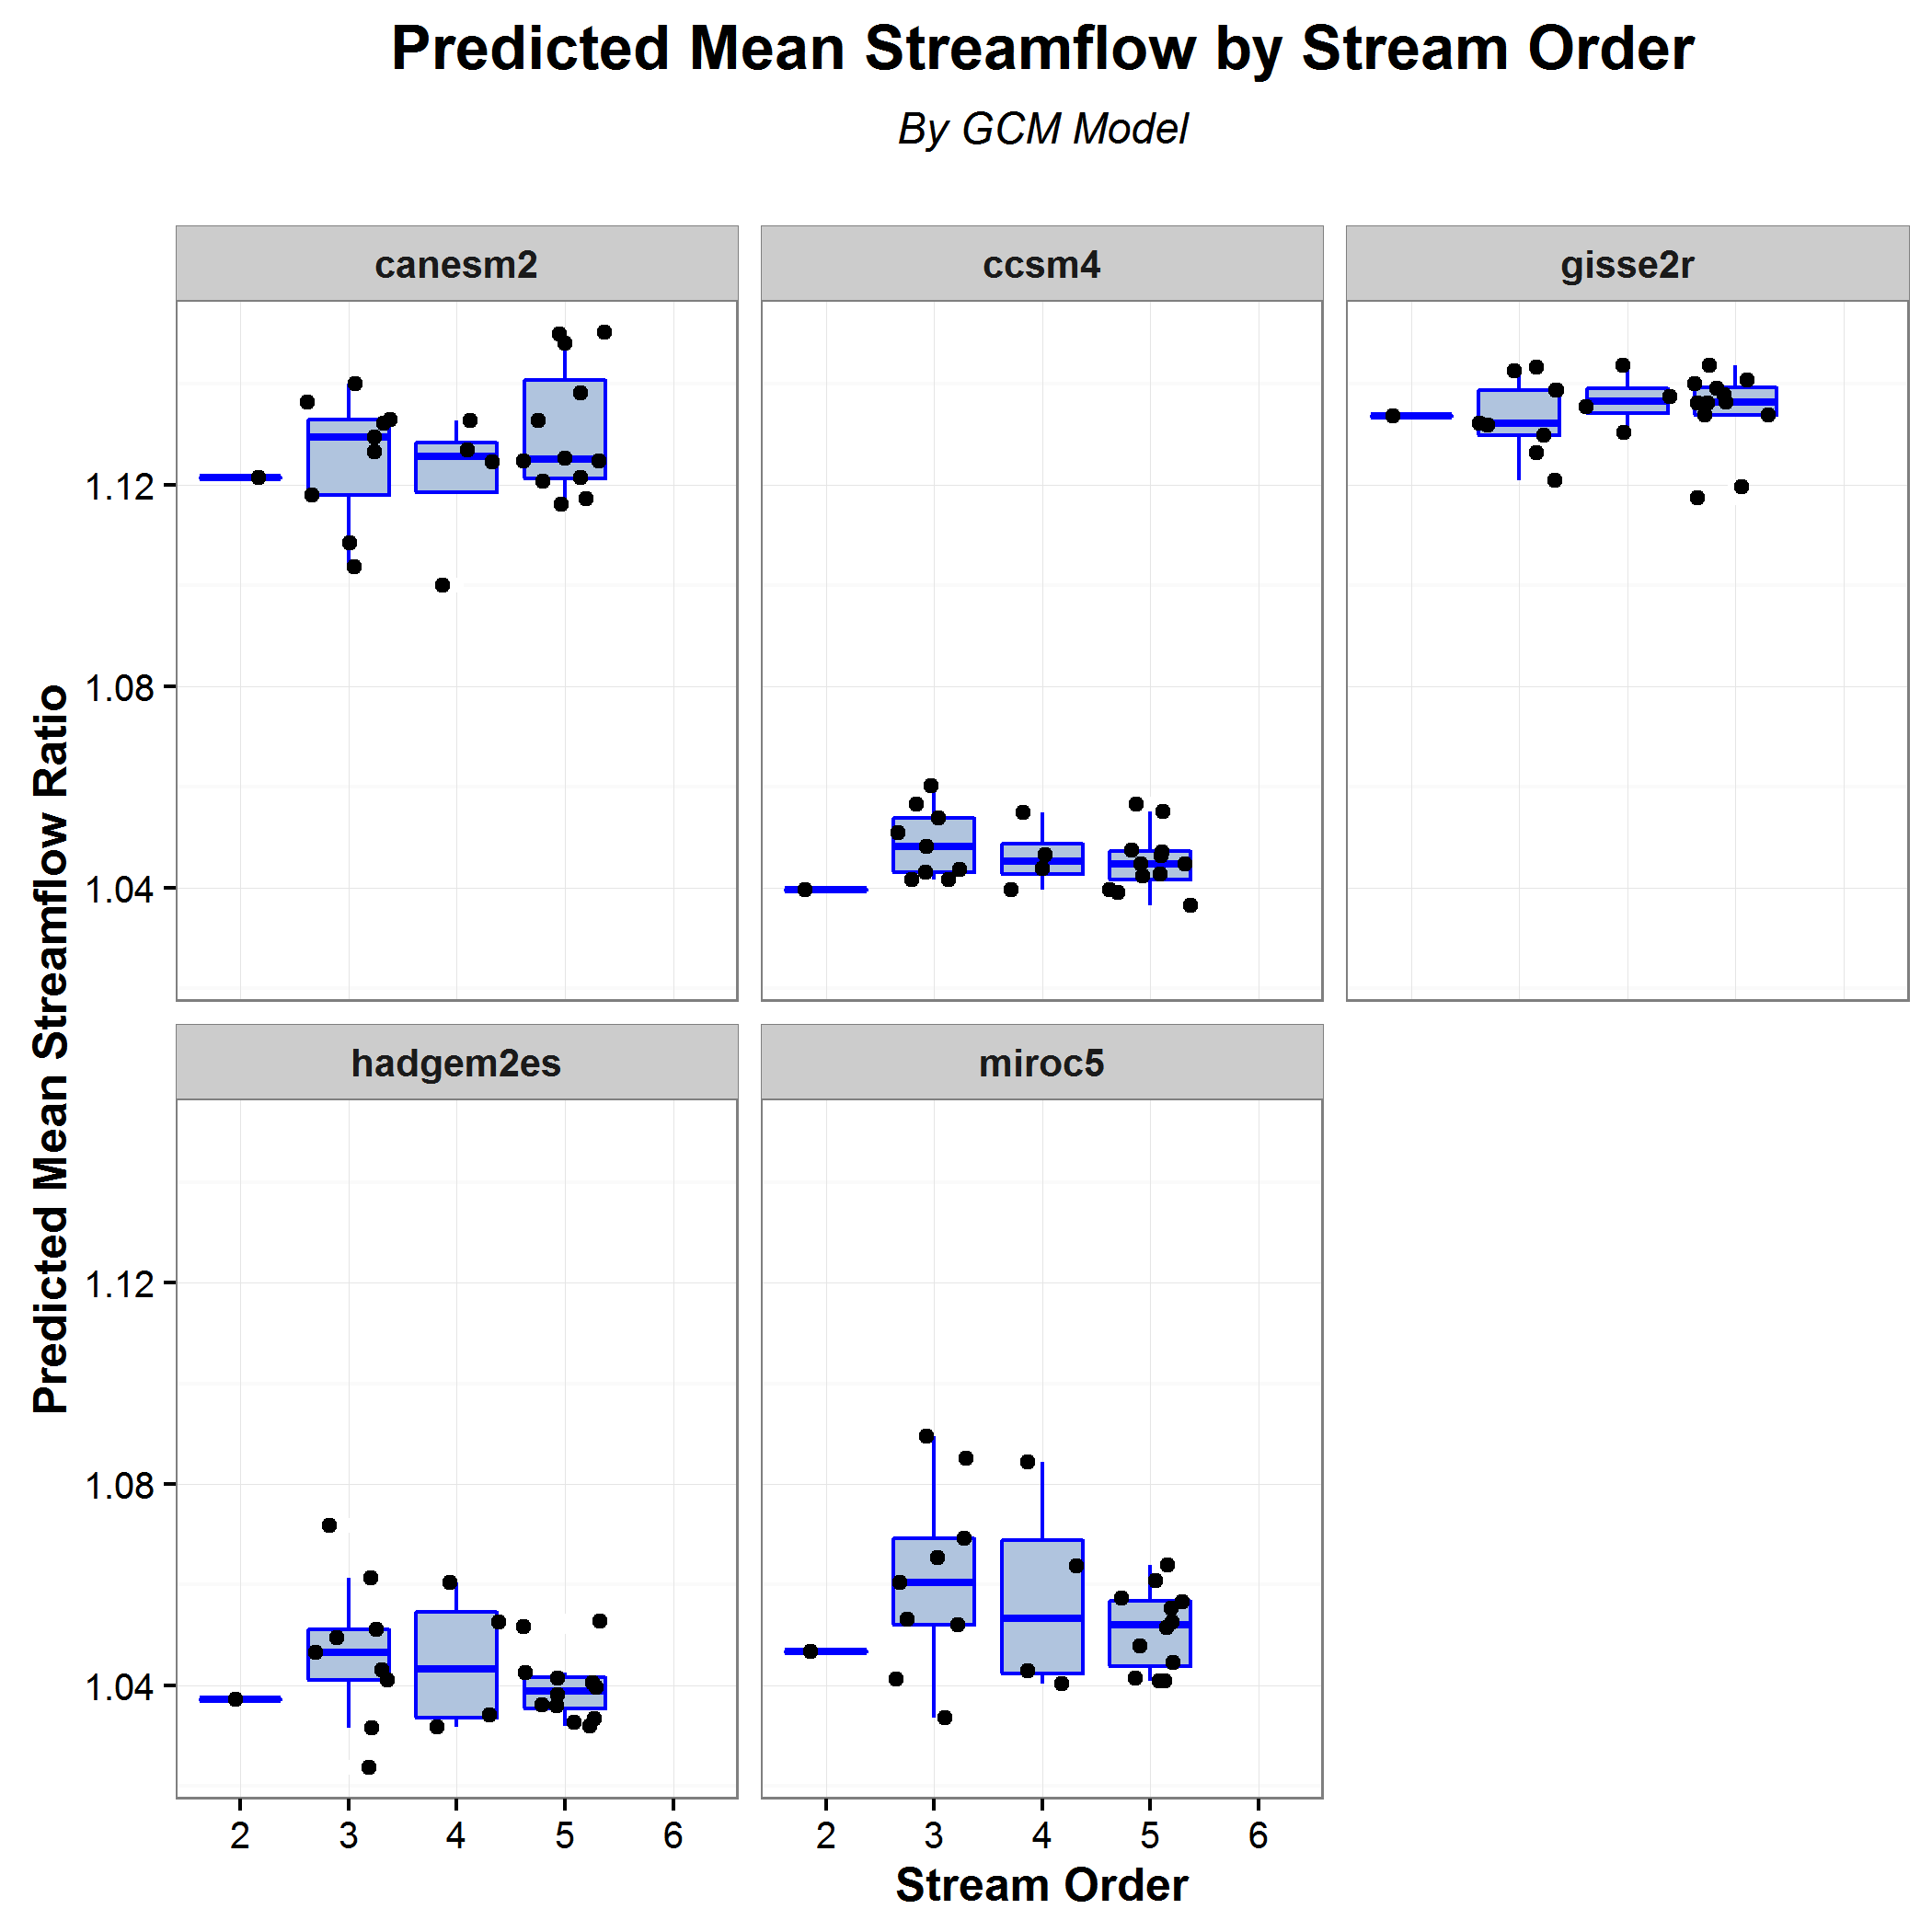 Predicted Mean Streamflow by Stream Order
By GCM Model
canesm2
ccsm4
gisse2r
1.12
1.08
1.04
Predicted Mean Streamflow Ratio
hadgem2es
miroc5
1.12
1.08
1.04
2 3 4 5 6
2 3 4 5 6
Stream Order